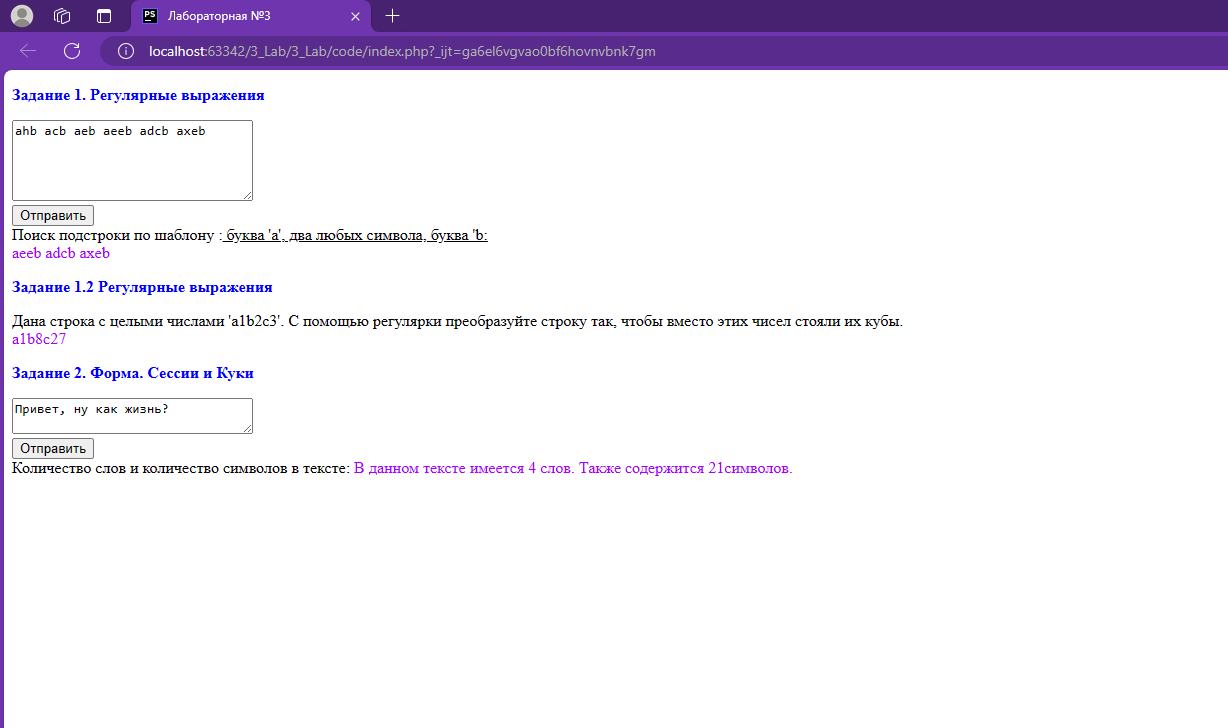 PS Лабораторная №3
localhost:63342/3_Lab/3_Lab/code/index.php?_ijt=ga6el6vgvao0bf6hovnvbnk7gm
Задание 1. Регулярные выражения
ahb acb aeb aeeb adcb axeb
Отправить
Поиск подстроки по шаблону : буква 'a', два любых символа, буква 'b:
aeeb adcb axeb
Задание 1.2 Регулярные выражения
Дана строка с целыми числами 'a1b2c3'. С помощью регулярки преобразуйте строку так, чтобы вместо этих чисел стояли их кубы.
a1b8c27
Задание 2. Форма. Сессии и Куки
Привет, ну как жизнь?
Отправить
Количество слов и количество символов в тексте: В данном тексте имеется 4 слов. Также содержится 21символов.